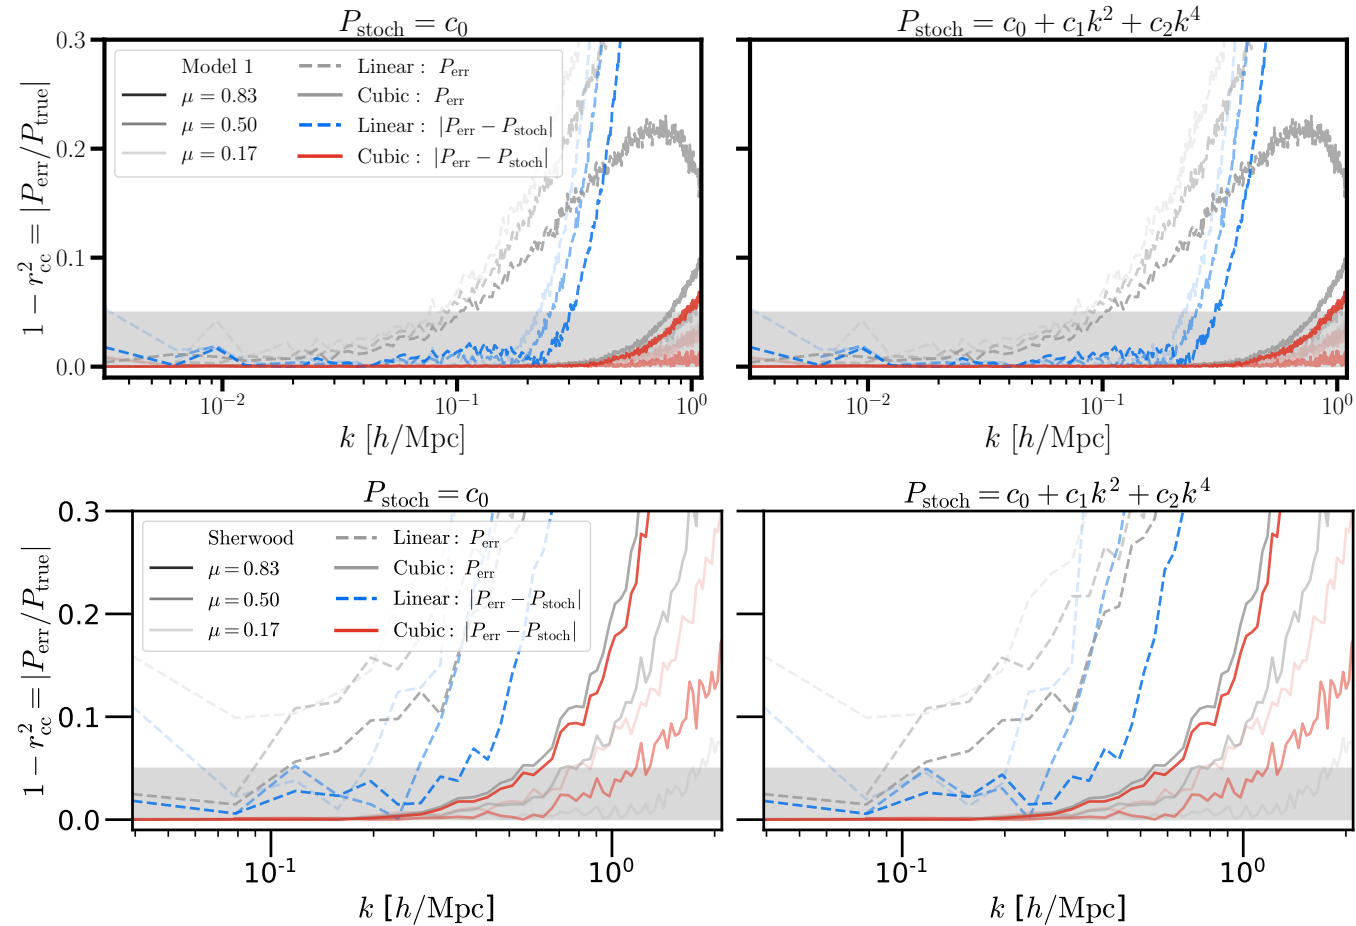 P_stoch = c_0
P_stoch = c_0 + c_1k^2 + c_2k^4
1 − r^2_cc = |P_err/P_true|
0.3
0.2
0.1
0.0
Model 1
μ = 0.83
μ = 0.50
μ = 0.17
Linear : P_err
Cubic : P_err
Linear : |P_err − P_stoch|
Cubic : |P_err − P_stoch|
10^−2
10^−1
10^0
10^−2
10^−1
10^0
k [h/Mpc]
k [h/Mpc]
P_stoch = c_0
P_stoch = c_0 + c_1k^2 + c_2k^4
1 − r^2_cc = |P_err/P_true|
0.3
0.2
0.1
0.0
Sherwood
μ = 0.83
μ = 0.50
μ = 0.17
Linear : P_err
Cubic : P_err
Linear : |P_err − P_stoch|
Cubic : |P_err − P_stoch|
10^-1
10^0
10^-1
10^0
k [h/Mpc]
k [h/Mpc]